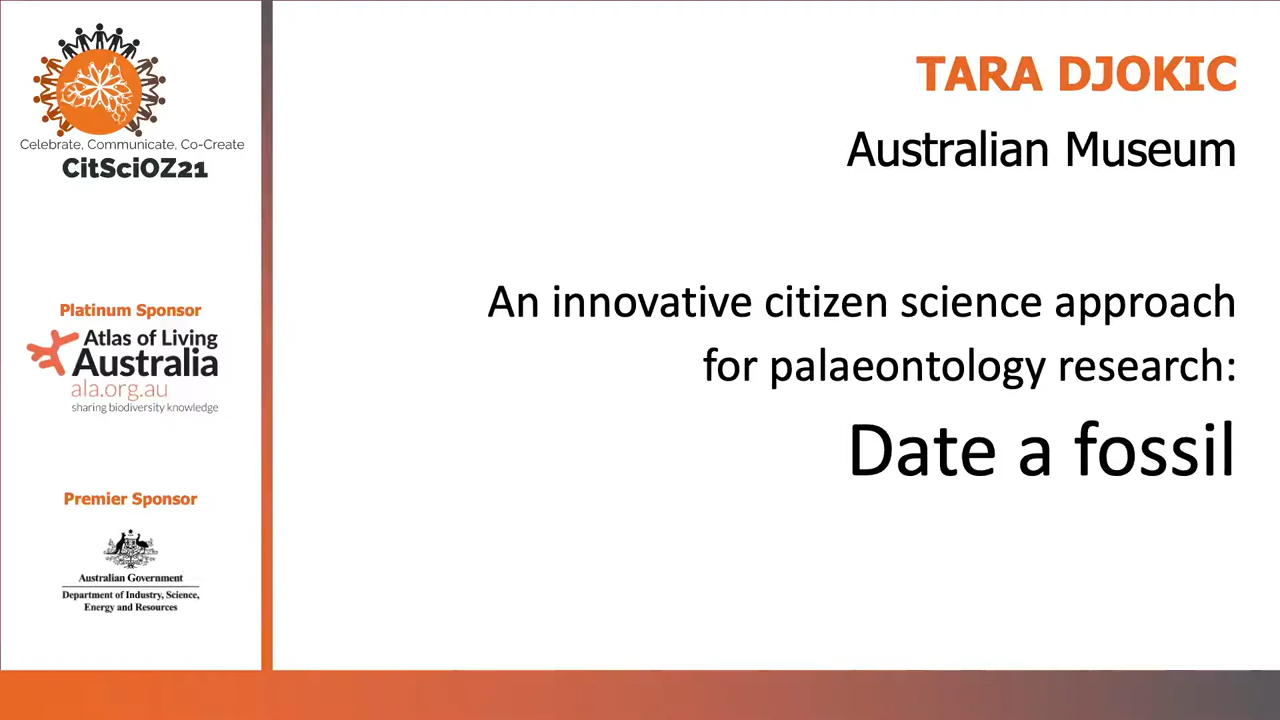 Celebrate, Communicate, Co-Create
CitSciOZ21
Platinum Sponsor
Atlas of Living
Australia
ala.org.au
sharing biodiversity knowledge
Premier Sponsor
Australian Government
Department of Industry, Science,
Energy and Resources
TARA DJOKIC
Australian Museum
An innovative citizen science approach
for palaeontology research:
Date a fossil